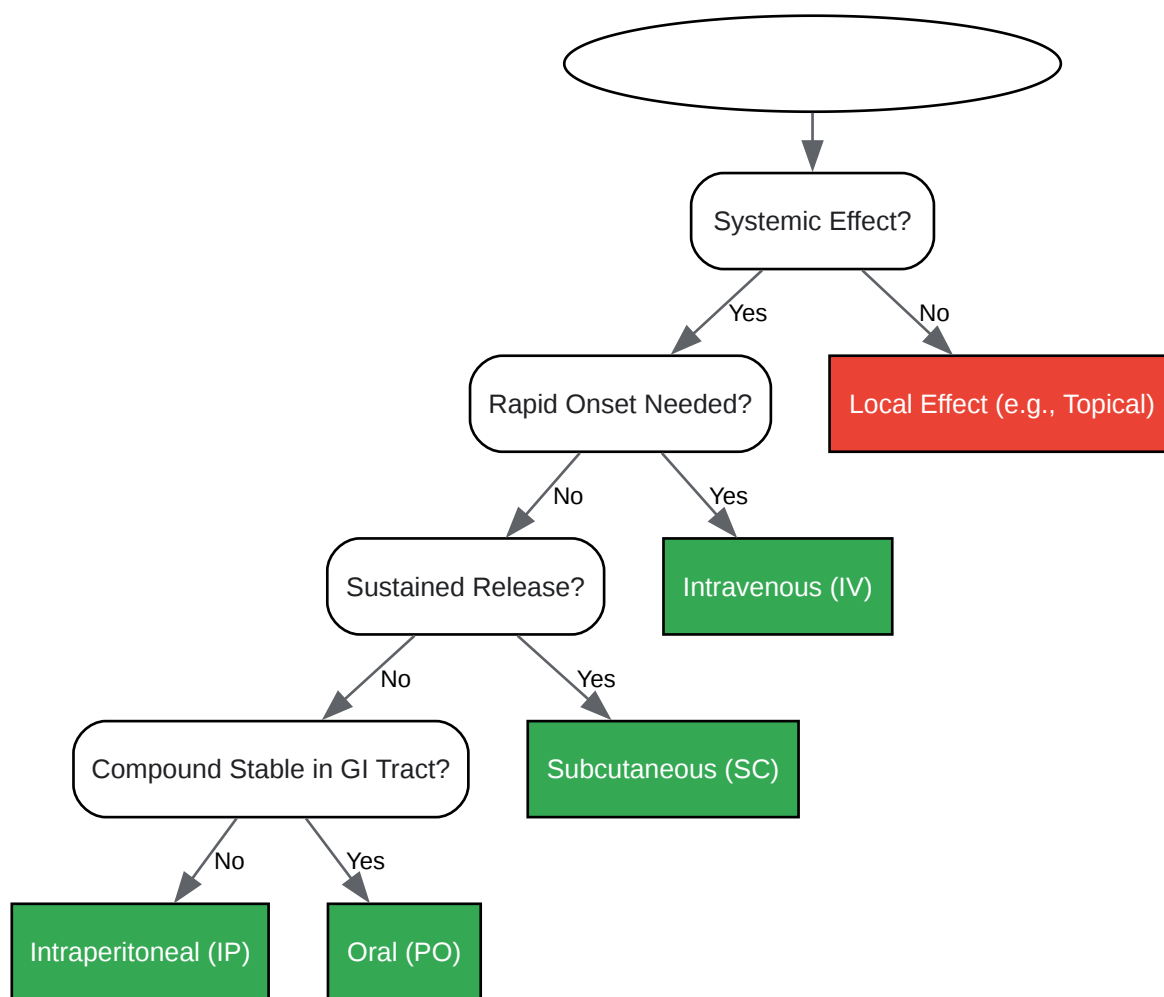 Systemic Effect?
Yes
No
Rapid Onset Needed?
Local Effect (e.g., Topical)
No
Yes
Sustained Release?
Intravenous (IV)
No
Yes
Compound Stable in GI Tract?
Subcutaneous (SC)
No
Yes
Intraperitoneal (IP)
Oral (PO)